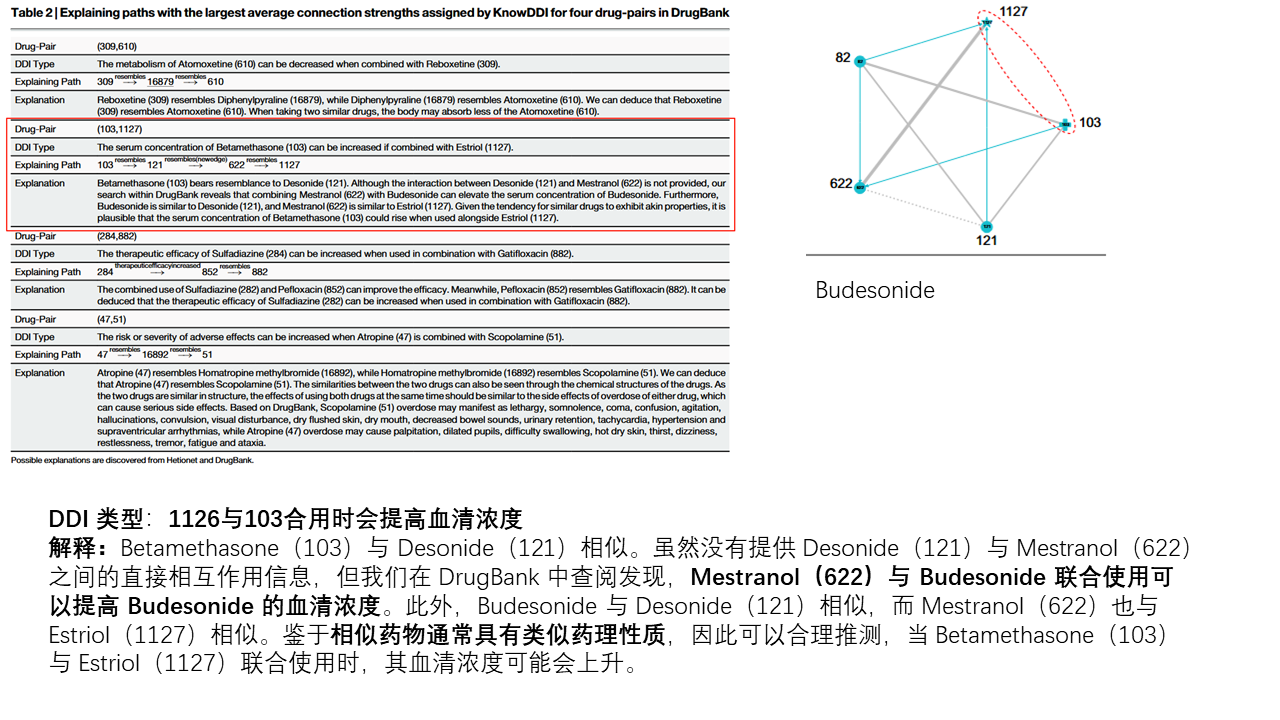 Table 2 | Explaining paths with the largest average connection strengths assigned by KnowDDI for four drug-pairs in DrugBank
Drug-Pair (309,610)
DDI Type The metabolism of Atomoxetine (610) can be decreased when combined with Reboxetine (309).
Explaining Path 309 resembles→ 16879 resembles→ 610
Explanation Reboxetine (309) resembles Diphenylpyraline (16879), while Diphenylpyraline (16879) resembles Atomoxetine (610). We can deduce that Reboxetine
(309) resembles Atomoxetine (610). When taking two similar drugs, the body may absorb less of the Atomoxetine (610).
Drug-Pair (103,1127)
DDI Type The serum concentration of Betamethasone (103) can be increased if combined with Estriol (1127).
Explaining Path 103 resembles→ 121 resembles(newedge)→ 622 resembles→ 1127
Explanation Betamethasone (103) bears resemblance to Desonide (121). Although the interaction between Desonide (121) and Mestranol (622) is not provided, our
search within DrugBank reveals that combining Mestranol (622) with Budesonide can elevate the serum concentration of Budesonide. Furthermore,
Budesonide is similar to Desonide (121), and Mestranol (622) is similar to Estriol (1127). Given the tendency for similar drugs to exhibit akin properties, it is
plausible that the serum concentration of Betamethasone (103) could rise when used alongside Estriol (1127).
Drug-Pair (284,882)
DDI Type The therapeutic efficacy of Sulfadiazine (284) can be increased when used in combination with Gatifloxacin (882).
Explaining Path 284 therapeuticefficacyincreased→ 852 resembles→ 882
Explanation The combined use of Sulfadiazine (282) and Pefloxacin (852) can improve the efficacy. Meanwhile, Pefloxacin (852) resembles Gatifloxacin (882). It can be
deduced that the therapeutic efficacy of Sulfadiazine (282) can be increased when used in combination with Gatifloxacin (882).
Drug-Pair (47,51)
DDI Type The risk or severity of adverse effects can be increased when Atropine (47) is combined with Scopolamine (51).
Explaining Path 47 resembles→ 16892 resembles→ 51
Explanation Atropine (47) resembles Homatropine methylbromide (16892), while Homatropine methylbromide (16892) resembles Scopolamine (51). We can deduce
that Atropine (47) resembles Scopolamine (51). The similarities between the two drugs can also be seen through the chemical structures of the drugs. As
the two drugs are similar in structure, the effects of using both drugs at the same time should be similar to the side effects of overdose of either drug, which
can cause serious side effects. Based on DrugBank, Scopolamine (51) overdose may manifest as lethargy, somnolence, coma, confusion, agitation,
hallucinations, convulsion, visual disturbance, dry flushed skin, dry mouth, decreased bowel sounds, urinary retention, tachycardia, hypertension and
supraventricular arrhythmias, while Atropine (47) overdose may cause palpitation, dilated pupils, difficulty swallowing, hot dry skin, thirst, dizziness,
restlessness, tremor, fatigue and ataxia.
Possible explanations are discovered from Hetionet and DrugBank.
1127
82
103
622
121
Budesonide
DDI 类型：1126与103合用时会提高血清浓度
解释：Betamethasone（103）与 Desonide（121）相似。虽然没有提供 Desonide（121）与 Mestranol（622）
之间的直接相互作用信息，但我们在 DrugBank 中查阅发现，Mestranol（622）与 Budesonide 联合使用可
以提高 Budesonide 的血清浓度。此外，Budesonide 与 Desonide（121）相似，而 Mestranol（622）也与
Estriol（1127）相似。鉴于相似药物通常具有类似药理性质，因此可以合理推测，当 Betamethasone（103）
与 Estriol（1127）联合使用时，其血清浓度可能会上升。